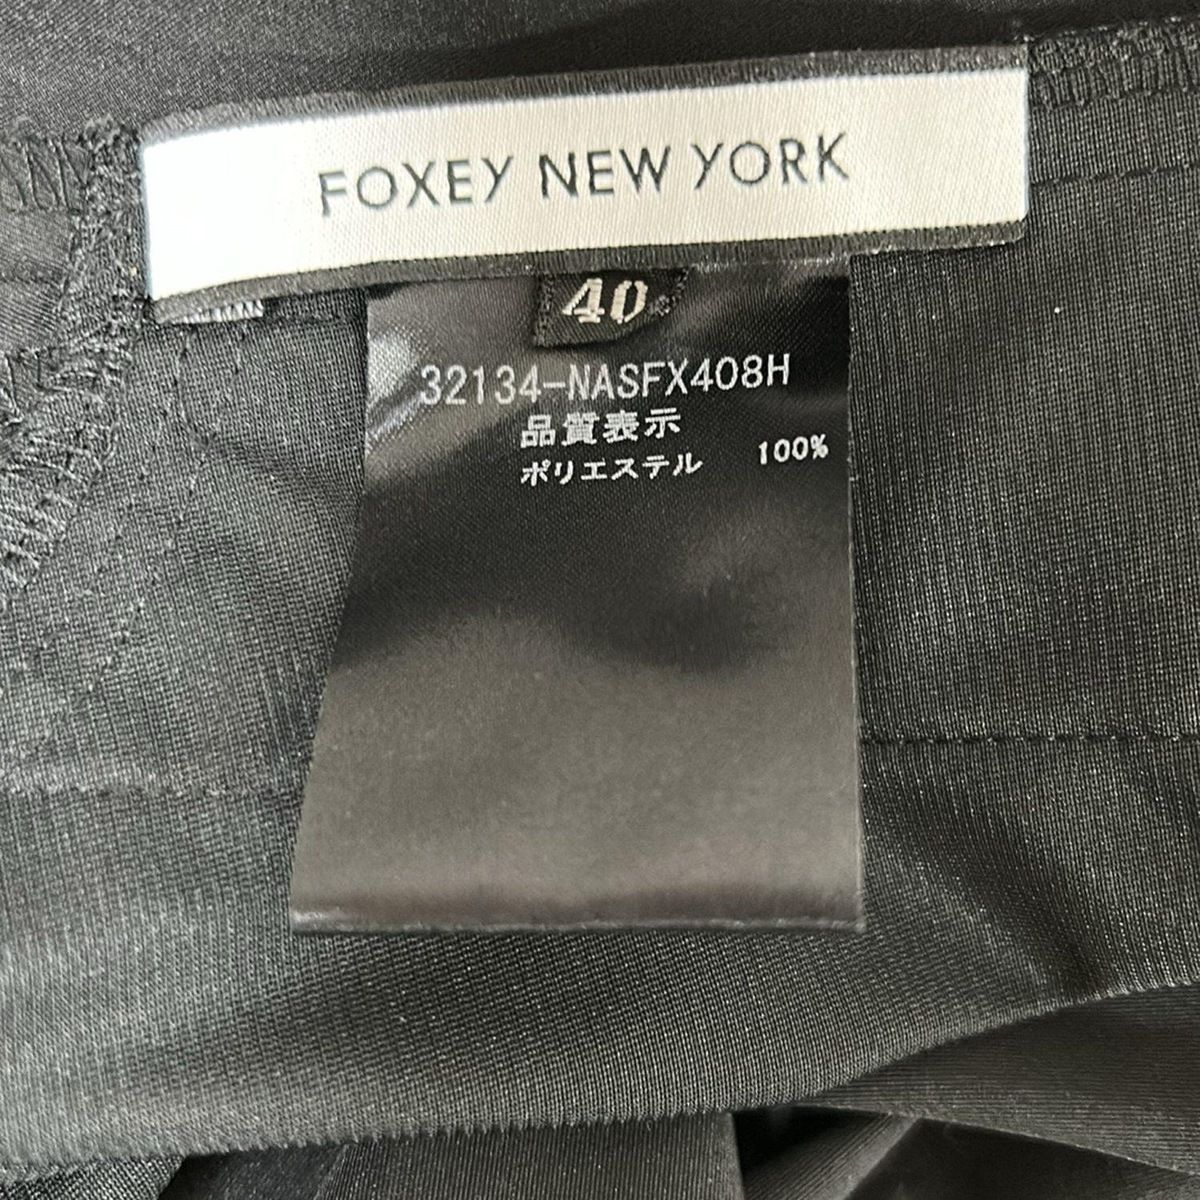 FOXEY NEW YORK
40
32134-NASFX408H
品質表示
ポリエステル 100%